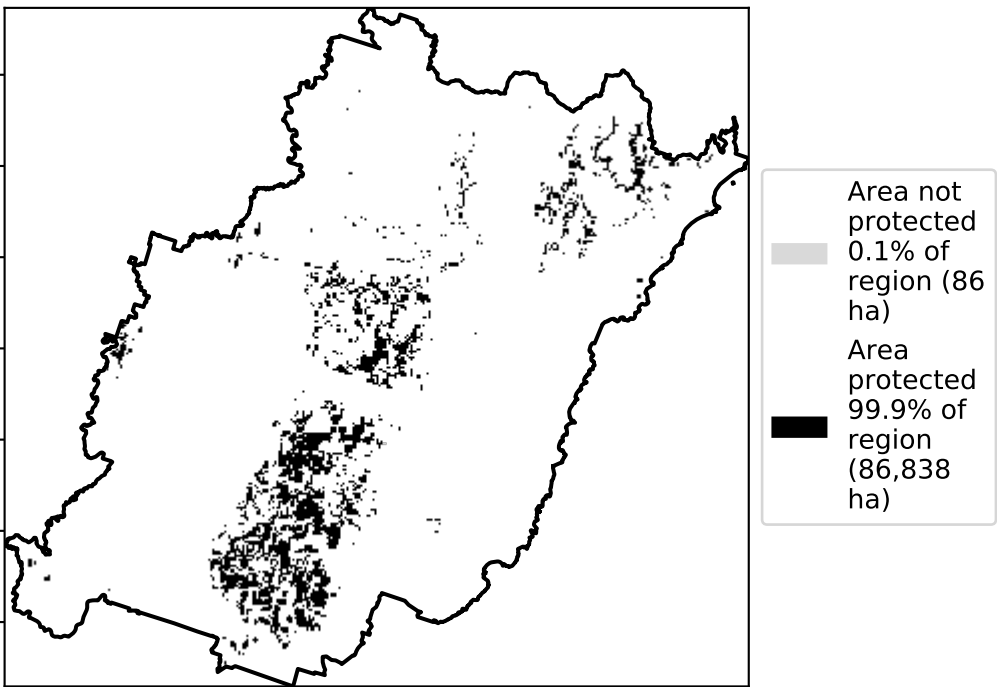 Area not
protected
0.1% of
region (86
ha)
Area
protected
99.9% of
region
(86,838
ha)